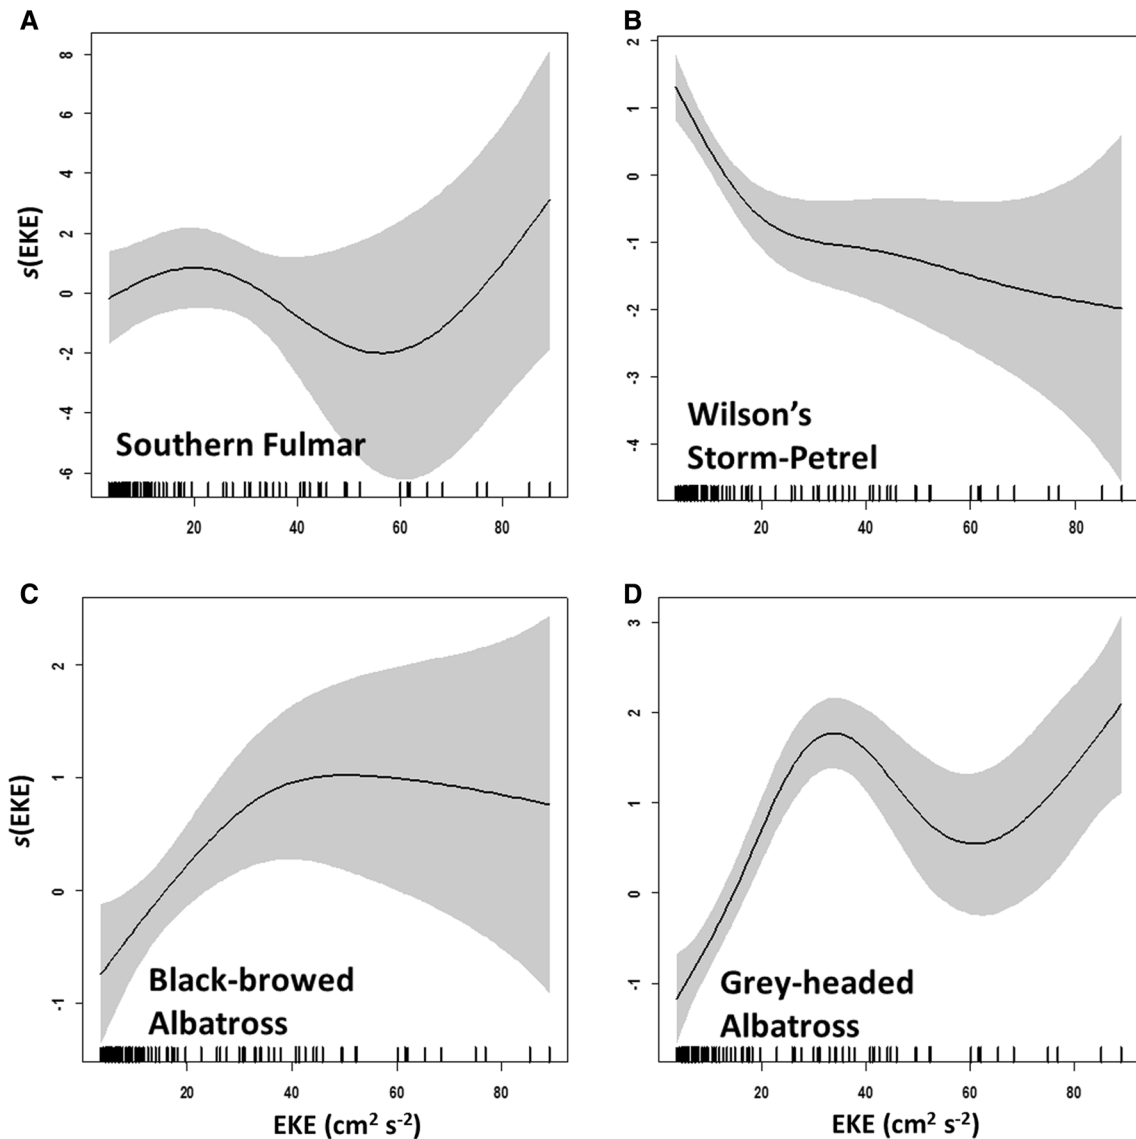 A
B
8
6
4
2
0
-2
-4
-6
s(EKE)
Southern Fulmar
20
40
60
80
2
1
0
-1
-2
-3
-4
Wilson's
Storm-Petrel
20
40
60
80
C
D
2
1
0
-1
s(EKE)
Black-browed
Albatross
20
40
60
80
EKE (cm² s⁻²)
3
2
1
0
-1
Grey-headed
Albatross
20
40
60
80
EKE (cm² s⁻²)